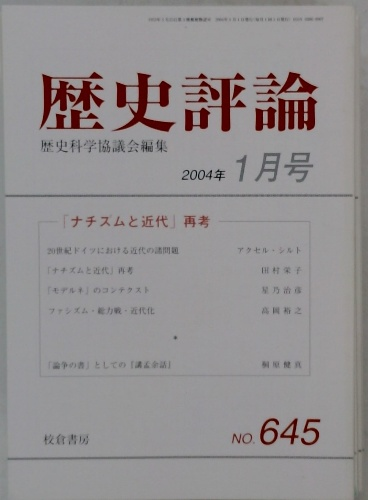 歴史評論
歴史科学協議会編集
2004年 1月号
「ナチズムと近代」再考
20世紀ドイツにおける近代の諸問題 アクセル・シルト
「ナチズムと近代」再考 田村栄子
「モデルネ」のコンテクスト 星乃治彦
ファシズム・総力戦・近代化 高岡裕之
「論争の書」としての『講孟余話』 桐原健真
校倉書房 NO.645